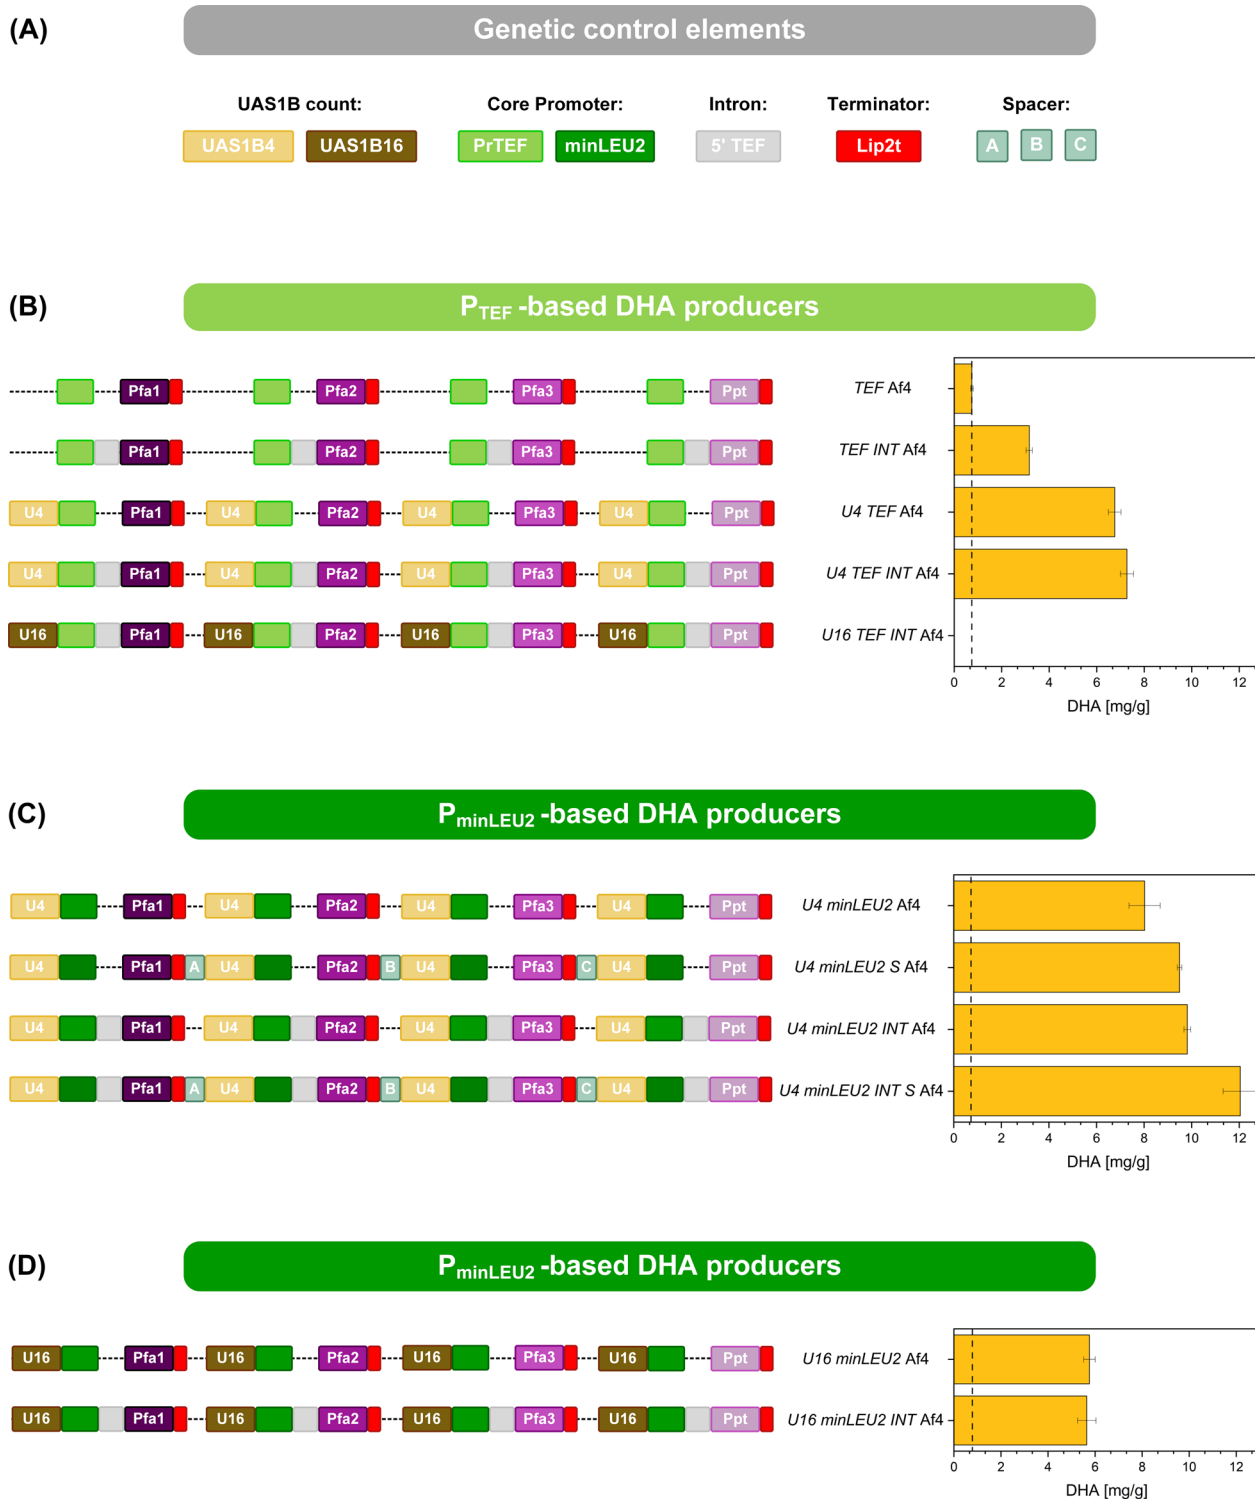 (A) Genetic control elements
UAS1B count: Core Promoter: Intron: Terminator: Spacer:
UAS1B4 UAS1B16 PrTEF minLEU2 5' TEF Lip2t A B C
(B) PTEF -based DHA producers
Pfa1 Pfa2 Pfa3 Ppt TEF Af4
Pfa1 Pfa2 Pfa3 Ppt TEF INT Af4
U4 Pfa1 U4 Pfa2 U4 Pfa3 U4 Ppt U4 TEF Af4
U4 Pfa1 U4 Pfa2 U4 Pfa3 U4 Ppt U4 TEF INT Af4
U16 Pfa1 U16 Pfa2 U16 Pfa3 U16 Ppt U16 TEF INT Af4
0 2 4 6 8 10 12
DHA [mg/g]
(C) PminLEU2 -based DHA producers
U4 Pfa1 U4 Pfa2 U4 Pfa3 U4 Ppt U4 minLEU2 Af4
U4 Pfa1 A U4 Pfa2 B U4 Pfa3 C U4 Ppt U4 minLEU2 S Af4
U4 Pfa1 U4 Pfa2 U4 Pfa3 U4 Ppt U4 minLEU2 INT Af4
U4 Pfa1 A U4 Pfa2 B U4 Pfa3 C U4 Ppt U4 minLEU2 INT S Af4
0 2 4 6 8 10 12
DHA [mg/g]
(D) PminLEU2 -based DHA producers
U16 Pfa1 U16 Pfa2 U16 Pfa3 U16 Ppt U16 minLEU2 Af4
U16 Pfa1 U16 Pfa2 U16 Pfa3 U16 Ppt U16 minLEU2 INT Af4
0 2 4 6 8 10 12
DHA [mg/g]